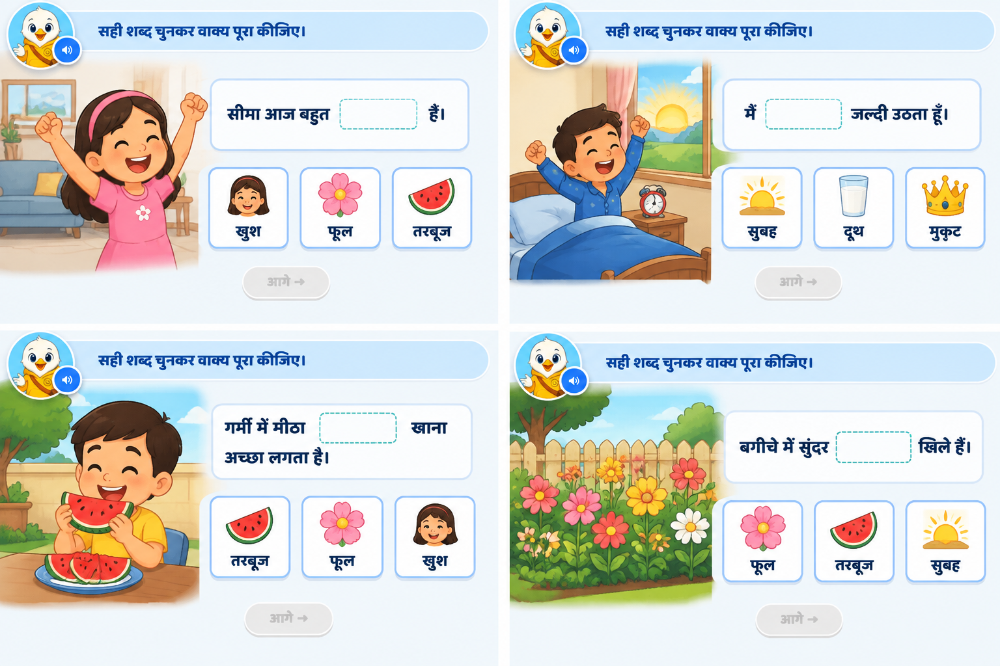 सही शब्द चुनकर वाक्य पूरा कीजिए।
सीमा आज बहुत हैं।
खुश फूल तरबूज
आगे →
सही शब्द चुनकर वाक्य पूरा कीजिए।
मैं जल्दी उठता हूँ।
सुबह दूथ मुकुट
आगे →
सही शब्द चुनकर वाक्य पूरा कीजिए।
गर्मी में मीठा खाना
अच्छा लगता है।
तरबूज फूल खुश
आगे →
सही शब्द चुनकर वाक्य पूरा कीजिए।
बगीचे में सुंदर खिले हैं।
फूल तरबूज सुबह
आगे →